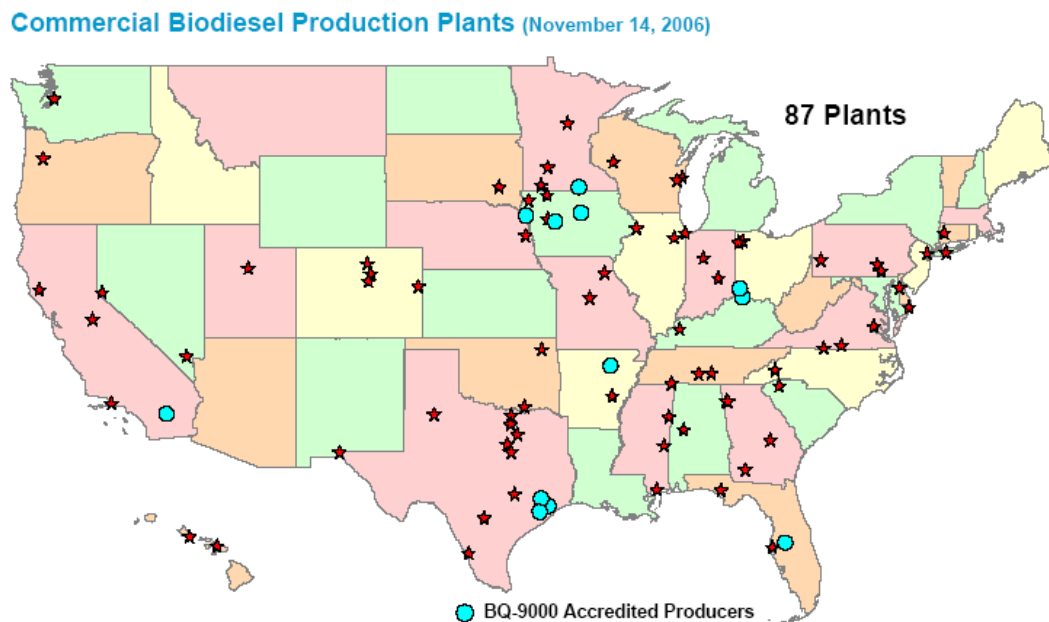 Commercial Biodiesel Production Plants (November 14, 2006)
87 Plants
BQ-9000 Accredited Producers